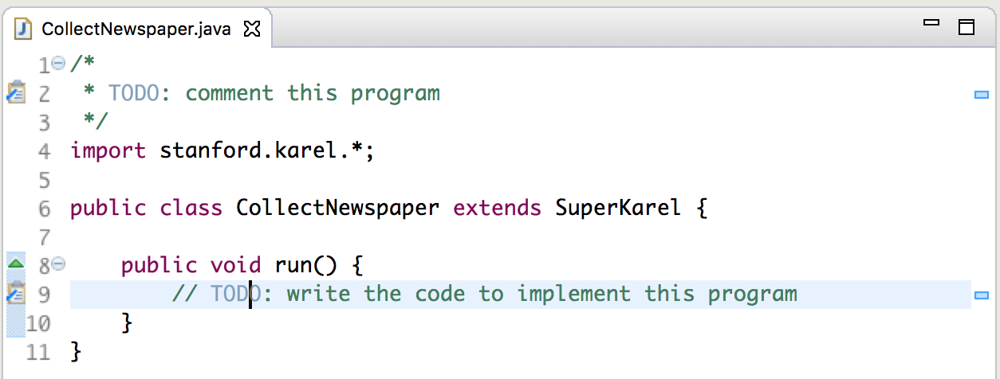 CollectNewspaper.java
1 /*
2  * TODO: comment this program
3  */
4 import stanford.karel.*;
5
6 public class CollectNewspaper extends SuperKarel {
7
8     public void run() {
9         // TODO: write the code to implement this program
10     }
11 }